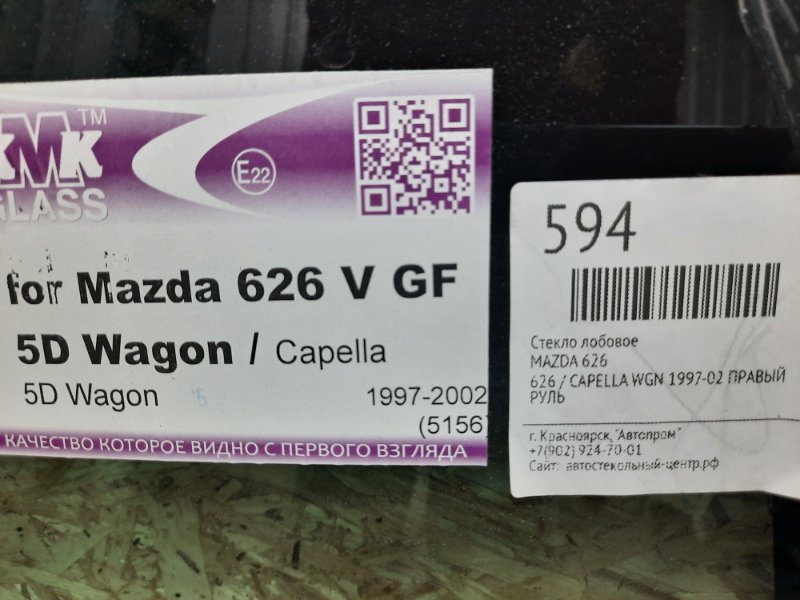 KMK™
GLASS
E22
for Mazda 626 V GF
5D Wagon / Capella
5D Wagon
1997-2002
(5156)
КАЧЕСТВО КОТОРОЕ ВИДНО С ПЕРВОГО ВЗГЛЯДА
594
Стекло лобовое
MAZDA 626
626 / CAPELLA WGN 1997-02 ПРАВЫЙ
РУЛЬ
г. Красноярск, "Автопром"
+7(902) 924-70-01
Сайт: автостекольный-центр.рф